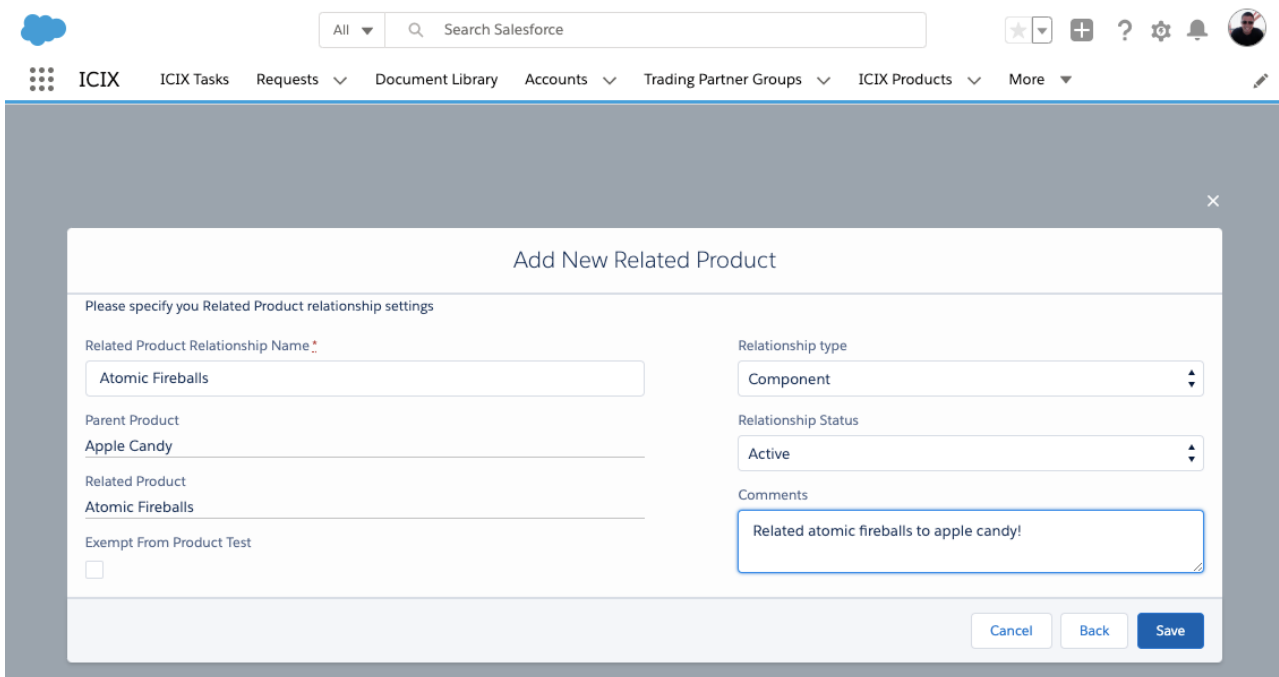 All
Search Salesforce
ICIX
ICIX Tasks
Requests
Document Library
Accounts
Trading Partner Groups
ICIX Products
More
Add New Related Product
Please specify you Related Product relationship settings
Related Product Relationship Name*
Atomic Fireballs
Parent Product
Apple Candy
Related Product
Atomic Fireballs
Exempt From Product Test
Relationship type
Component
Relationship Status
Active
Comments
Related atomic fireballs to apple candy!
Cancel
Back
Save